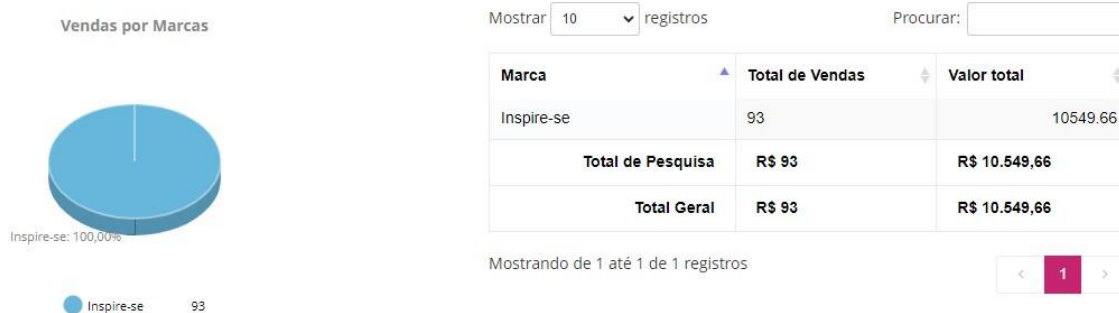 Vendas por Marcas
Inspire-se: 100,00%
Inspire-se 93
Mostrar 10 registros Procurar:
Marca Total de Vendas Valor total
Inspire-se 93 10549.66
Total de Pesquisa R$ 93 R$ 10.549,66
Total Geral R$ 93 R$ 10.549,66
Mostrando de 1 até 1 de 1 registros
< 1 >